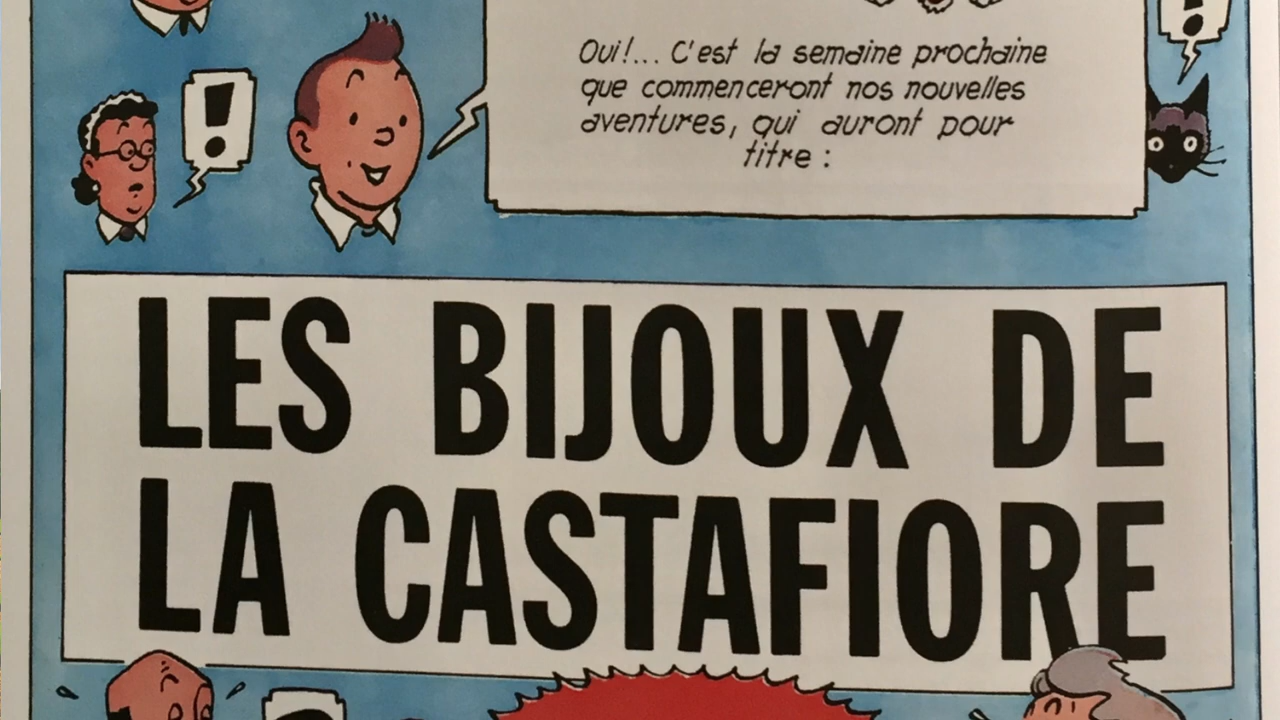 !
!
Oui!... C'est la semaine prochaine
que commenceront nos nouvelles
aventures, qui auront pour
titre :
LES BIJOUX DE
LA CASTAFIORE